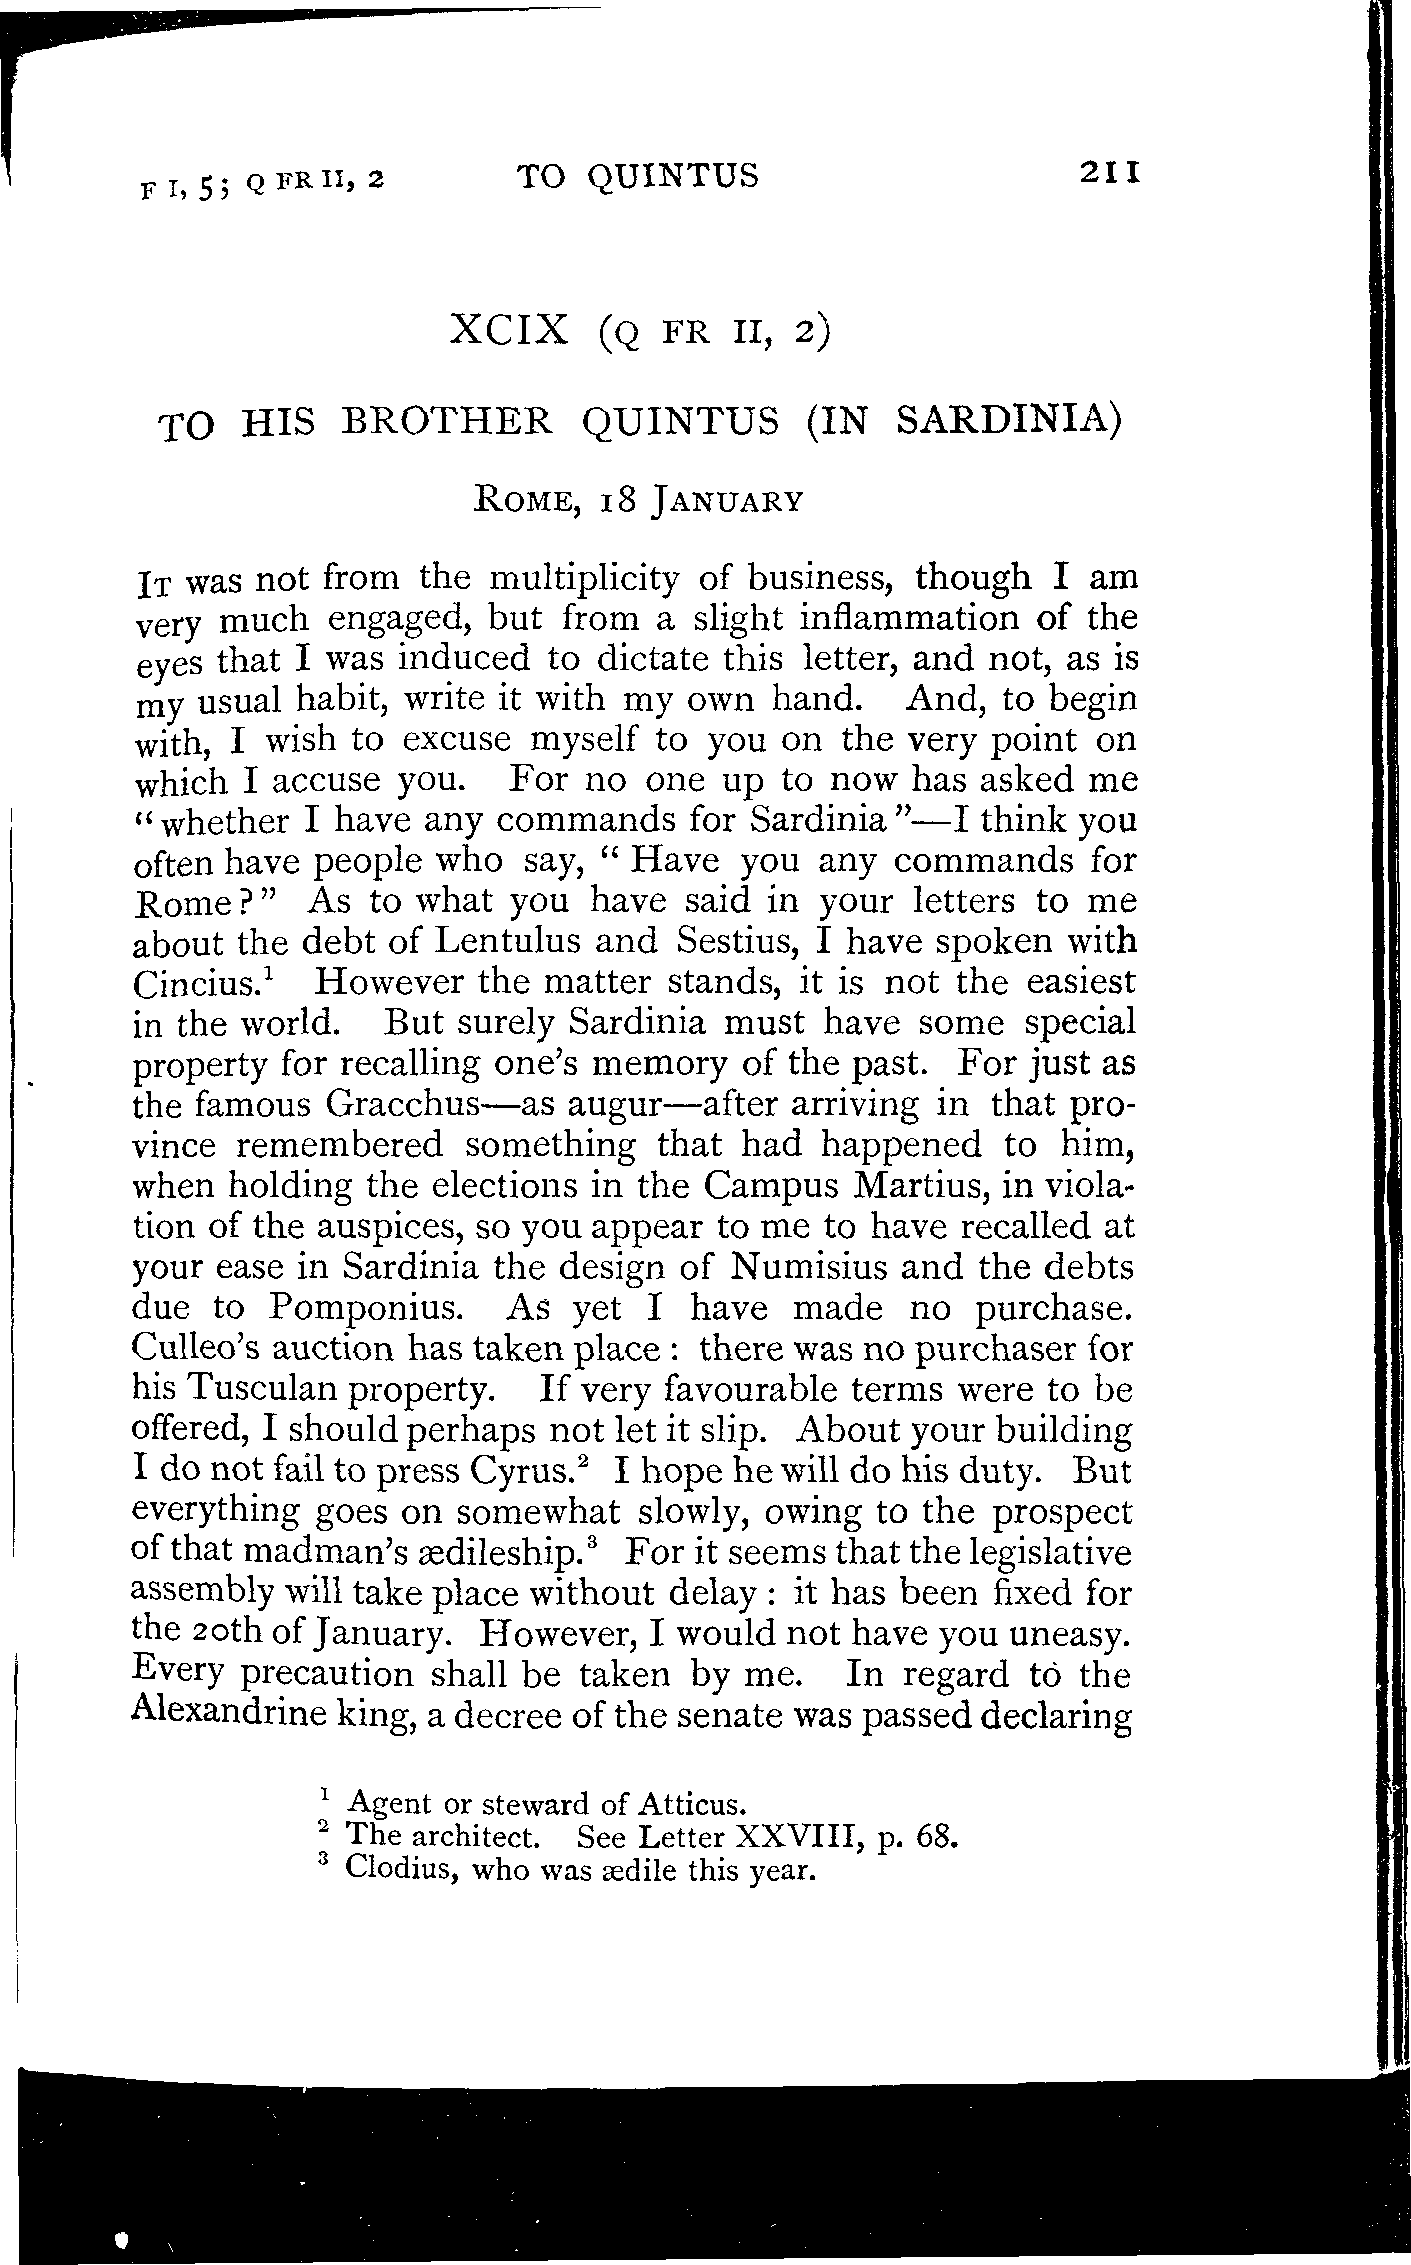 F I, 5; Q FR II, 2 TO QUINTUS 211
XCIX (Q FR II, 2)
TO HIS BROTHER QUINTUS (IN SARDINIA)
ROME, 18 JANUARY
IT was not from the multiplicity of business, though I am
very much engaged, but from a slight inflammation of the
eyes that I was induced to dictate this letter, and not, as is
my usual habit, write it with my own hand. And, to begin
with, I wish to excuse myself to you on the very point on
which I accuse you. For no one up to now has asked me
“whether I have any commands for Sardinia”—I think you
often have people who say, “Have you any commands for
Rome?” As to what you have said in your letters to me
about the debt of Lentulus and Sestius, I have spoken with
Cincius.¹ However the matter stands, it is not the easiest
in the world. But surely Sardinia must have some special
property for recalling one’s memory of the past. For just as
the famous Gracchus—as augur—after arriving in that pro-
vince remembered something that had happened to him,
when holding the elections in the Campus Martius, in viola-
tion of the auspices, so you appear to me to have recalled at
your ease in Sardinia the design of Numisius and the debts
due to Pomponius. As yet I have made no purchase.
Culleo’s auction has taken place : there was no purchaser for
his Tusculan property. If very favourable terms were to be
offered, I should perhaps not let it slip. About your building
I do not fail to press Cyrus.² I hope he will do his duty. But
everything goes on somewhat slowly, owing to the prospect
of that madman’s ædileship.³ For it seems that the legislative
assembly will take place without delay : it has been fixed for
the 20th of January. However, I would not have you uneasy.
Every precaution shall be taken by me. In regard to the
Alexandrine king, a decree of the senate was passed declaring
¹ Agent or steward of Atticus.
² The architect. See Letter XXVIII, p. 68.
³ Clodius, who was ædile this year.